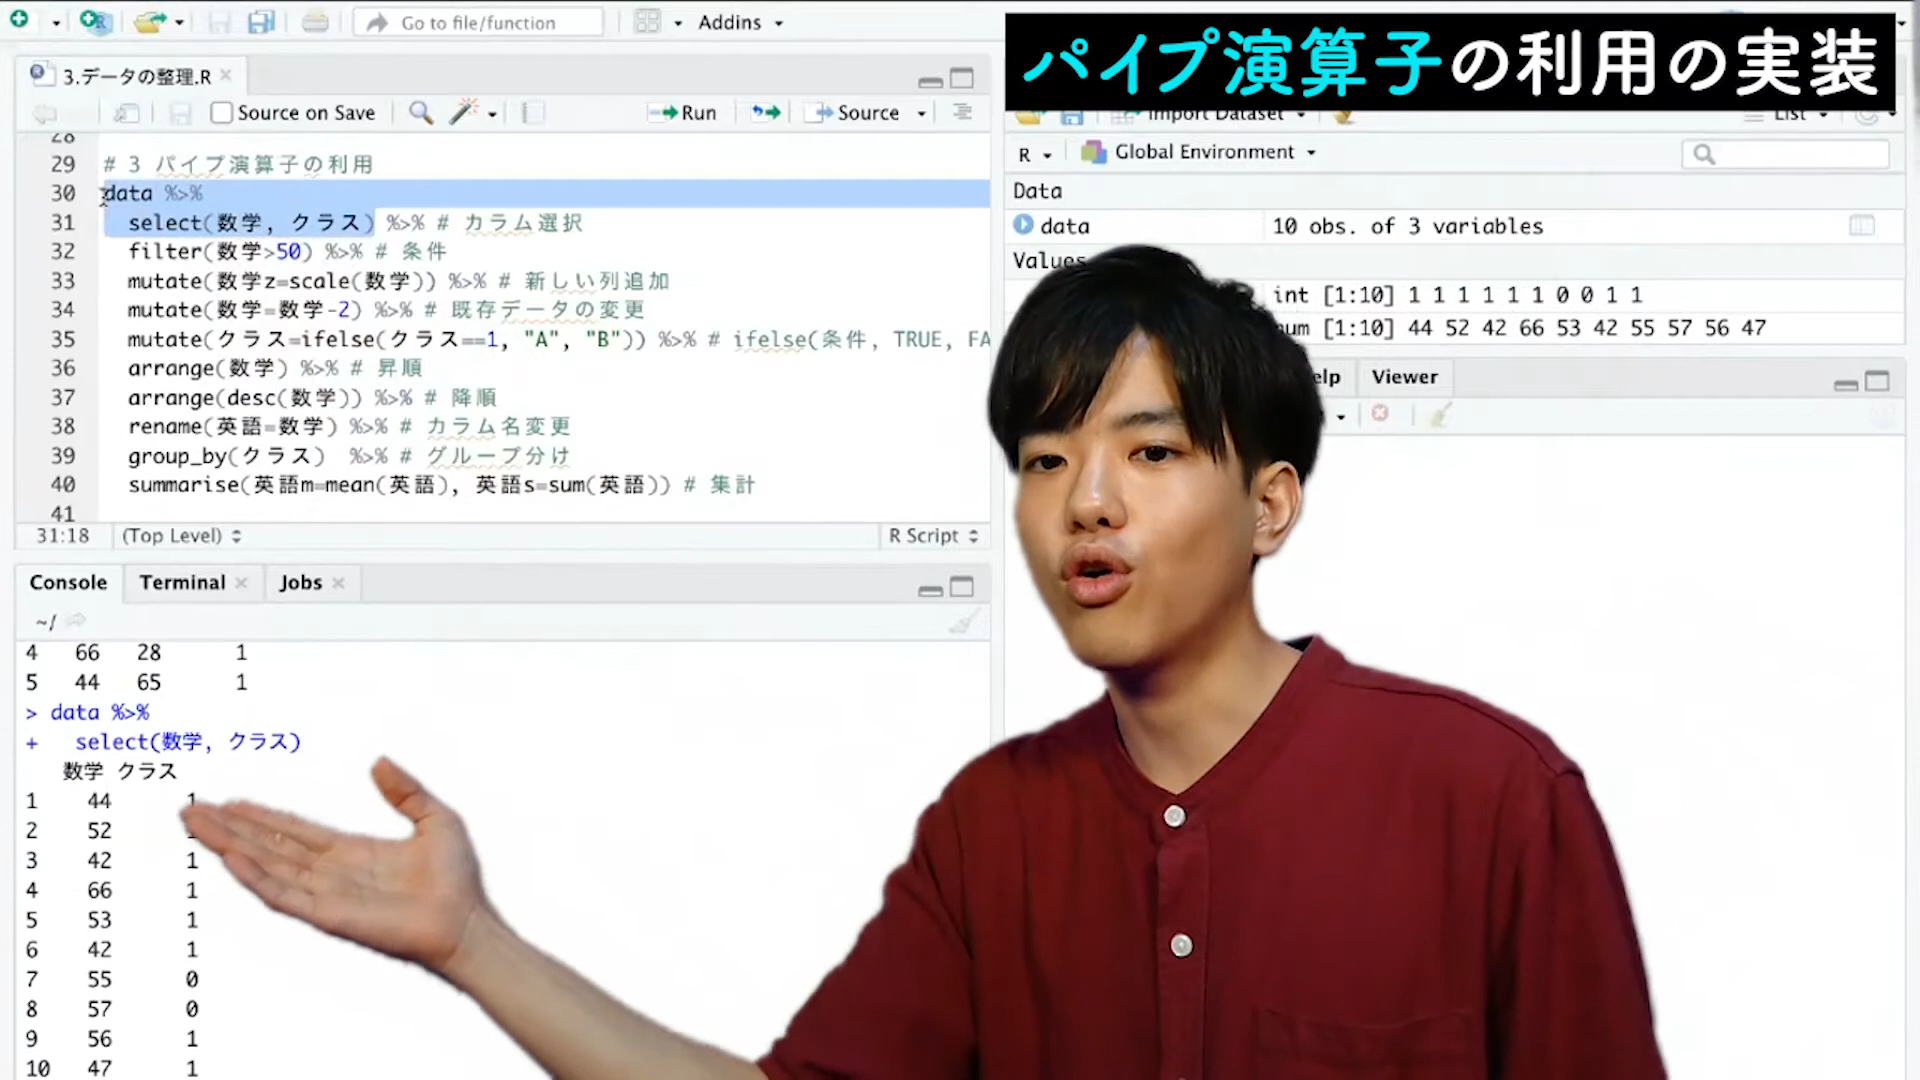 Go to file/function
Addins
パイプ演算子の利用の実装
3.データの整理.R
Source on Save
Run
Source
28
29 # 3 パイプ演算子の利用
30 data %>%
31 select(数学, クラス) %>% # カラム選択
32 filter(数学>50) %>% # 条件
33 mutate(数学z=scale(数学)) %>% # 新しい列追加
34 mutate(数学=数学-2) %>% # 既存データの変更
35 mutate(クラス=ifelse(クラス==1, "A", "B")) %>% # ifelse(条件, TRUE, FA
36 arrange(数学) %>% # 昇順
37 arrange(desc(数学)) %>% # 降順
38 rename(英語=数学) %>% # カラム名変更
39 group_by(クラス) %>% # グループ分け
40 summarise(英語m=mean(英語), 英語s=sum(英語)) # 集計
41
31:18 (Top Level) R Script
Console Terminal Jobs
~/
4 66 28 1
5 44 65 1
> data %>%
+ select(数学, クラス)
数学 クラス
1 44 1
2 52
3 42 1
4 66 1
5 53 1
6 42 1
7 55 0
8 57 0
9 56 1
10 47 1
Import Dataset
List
R Global Environment
Data
data 10 obs. of 3 variables
Values
int [1:10] 1 1 1 1 1 1 0 0 1 1
num [1:10] 44 52 42 66 53 42 55 57 56 47
elp Viewer